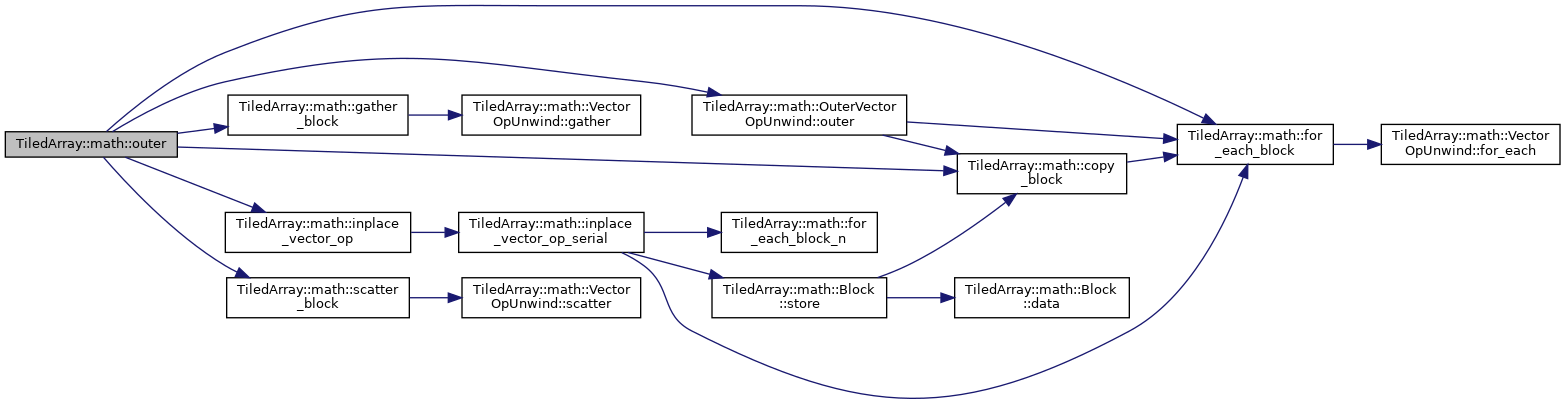 TiledArray::math::outer
TiledArray::math::gather
_block
TiledArray::math::Vector
OpUnwind::gather
TiledArray::math::OuterVector
OpUnwind::outer
TiledArray::math::for
_each_block
TiledArray::math::Vector
OpUnwind::for_each
TiledArray::math::copy
_block
TiledArray::math::inplace
_vector_op
TiledArray::math::inplace
_vector_op_serial
TiledArray::math::for
_each_block_n
TiledArray::math::scatter
_block
TiledArray::math::Vector
OpUnwind::scatter
TiledArray::math::Block
::store
TiledArray::math::Block
::data